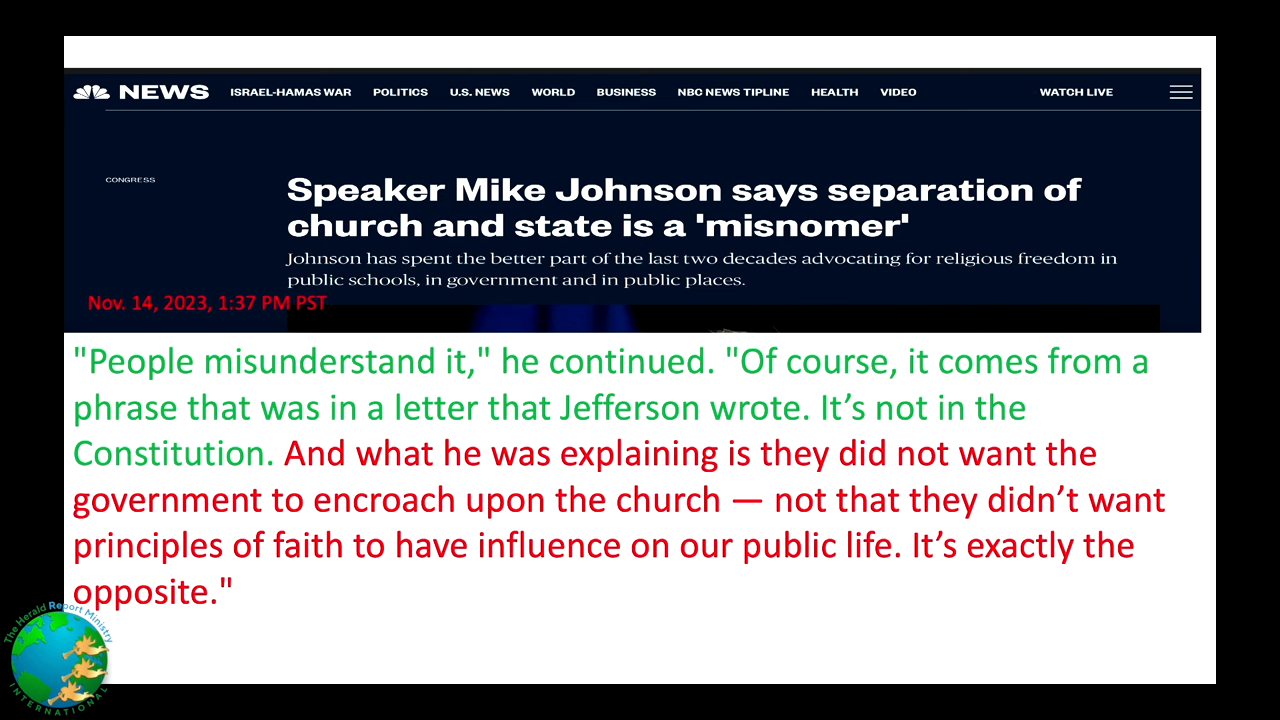 NEWS ISRAEL-HAMAS WAR POLITICS U.S. NEWS WORLD BUSINESS NBC NEWS TIPLINE HEALTH VIDEO WATCH LIVE
CONGRESS
Speaker Mike Johnson says separation of
church and state is a 'misnomer'
Johnson has spent the better part of the last two decades advocating for religious freedom in
public schools, in government and in public places.
Nov. 14, 2023, 1:37 PM PST
"People misunderstand it," he continued. "Of course, it comes from a
phrase that was in a letter that Jefferson wrote. It’s not in the
Constitution. And what he was explaining is they did not want the
government to encroach upon the church — not that they didn’t want
principles of faith to have influence on our public life. It’s exactly the
opposite."
The Herald Report Ministry
INTERNATIONAL